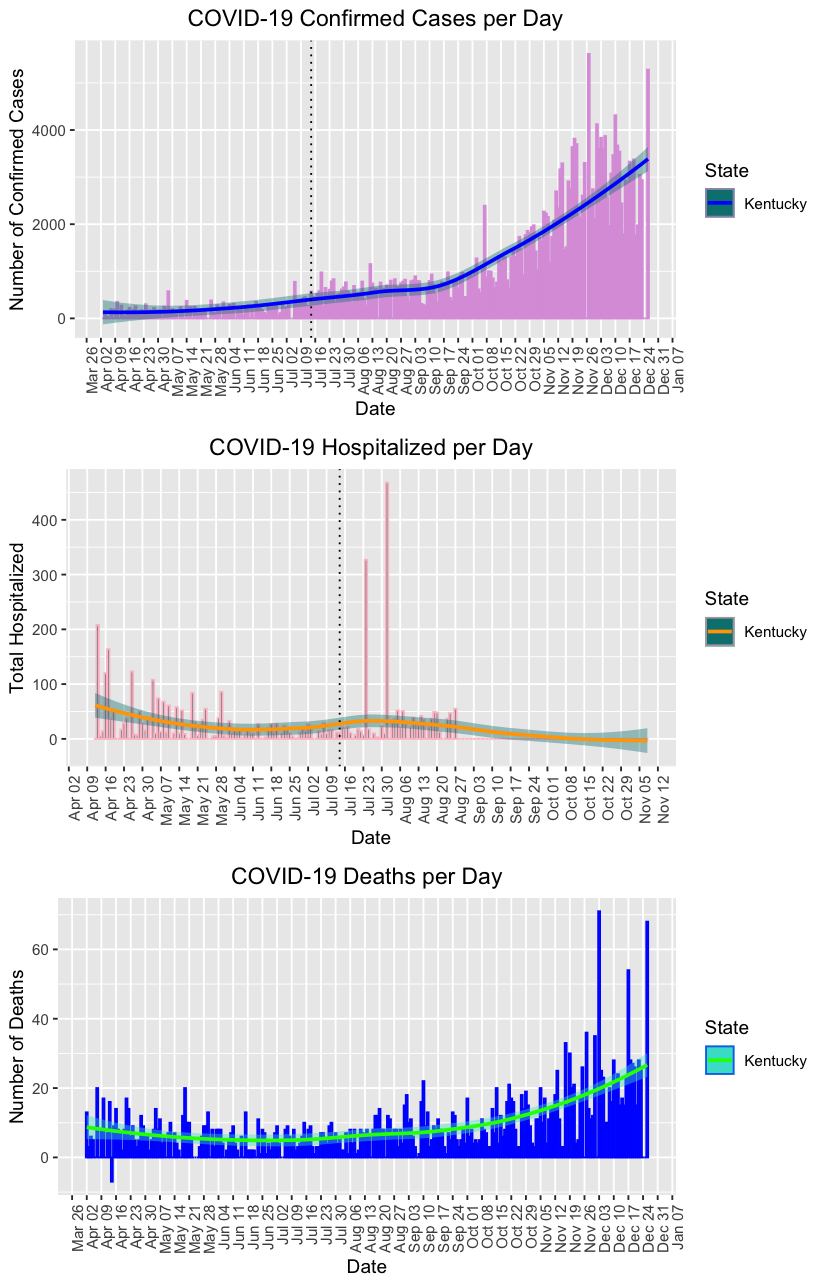 COVID-19 Confirmed Cases per Day
Number of Confirmed Cases
4000
2000
0
Mar 26
Apr 02
Apr 09
Apr 16
Apr 23
Apr 30
May 07
May 14
May 21
May 28
Jun 04
Jun 11
Jun 18
Jun 25
Jul 02
Jul 09
Jul 16
Jul 23
Jul 30
Aug 06
Aug 13
Aug 20
Aug 27
Sep 03
Sep 10
Sep 17
Sep 24
Oct 01
Oct 08
Oct 15
Oct 22
Oct 29
Nov 05
Nov 12
Nov 19
Nov 26
Dec 03
Dec 10
Dec 17
Dec 24
Dec 31
Jan 07
Date
State
Kentucky
COVID-19 Hospitalized per Day
Total Hospitalized
400
300
200
100
0
Apr 02
Apr 09
Apr 16
Apr 23
Apr 30
May 07
May 14
May 21
May 28
Jun 04
Jun 11
Jun 18
Jun 25
Jul 02
Jul 09
Jul 16
Jul 23
Jul 30
Aug 06
Aug 13
Aug 20
Aug 27
Sep 03
Sep 10
Sep 17
Sep 24
Oct 01
Oct 08
Oct 15
Oct 22
Oct 29
Nov 05
Nov 12
Date
State
Kentucky
COVID-19 Deaths per Day
Number of Deaths
60
40
20
0
Mar 26
Apr 02
Apr 09
Apr 16
Apr 23
Apr 30
May 07
May 14
May 21
May 28
Jun 04
Jun 11
Jun 18
Jun 25
Jul 02
Jul 09
Jul 16
Jul 23
Jul 30
Aug 06
Aug 13
Aug 20
Aug 27
Sep 03
Sep 10
Sep 17
Sep 24
Oct 01
Oct 08
Oct 15
Oct 22
Oct 29
Nov 05
Nov 12
Nov 19
Nov 26
Dec 03
Dec 10
Dec 17
Dec 24
Dec 31
Jan 07
Date
State
Kentucky